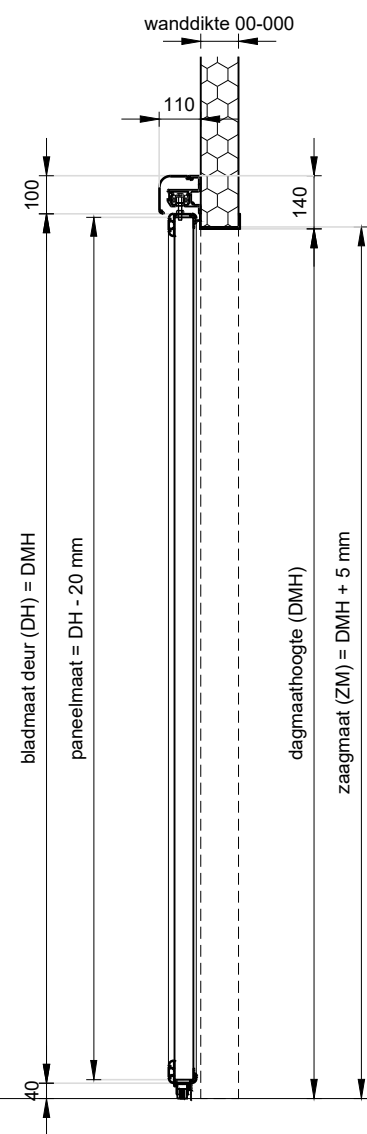 wanddikte 00-000
110
100
140
bladmaat deur (DH) = DMH
paneelmaat = DH - 20 mm
dagmaathoogte (DMH)
zaagmaat (ZM) = DMH + 5 mm
40